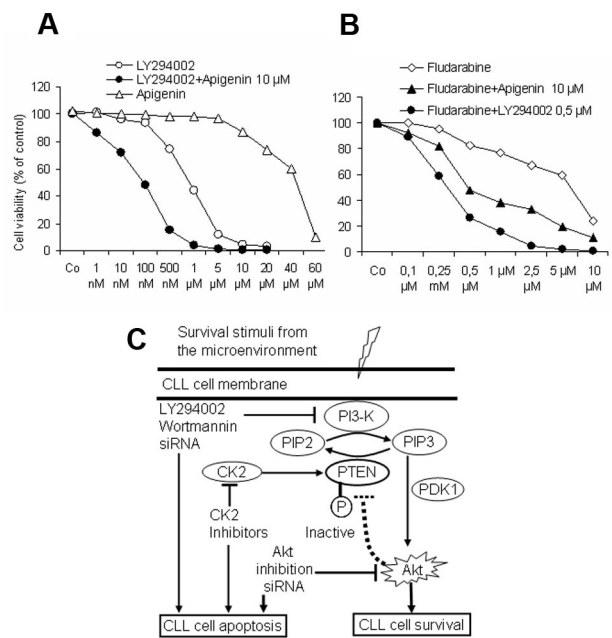 A
LY294002
LY294002+Apigenin 10 µM
Apigenin
Cell viability (% of control)
120
100
80
60
40
20
0
Co 1 nM 10 nM 100 nM 500 nM 1 µM 5 µM 10 µM 20 µM 40 µM 60 µM
B
Fludarabine
Fludarabine+Apigenin 10 µM
Fludarabine+LY294002 0,5 µM
120
100
80
60
40
20
0
Co 0,1 µM 0,25 mM 0,5 µM 1 µM 2,5 µM 5 µM 10 µM
C
Survival stimuli from
the microenvironment
CLL cell membrane
LY294002
Wortmannin
siRNA
PI3-K
PIP2
PIP3
CK2
PTEN
PDK1
P
CK2
Inhibitors
Inactive
Akt
inhibition
siRNA
Akt
CLL cell apoptosis
CLL cell survival